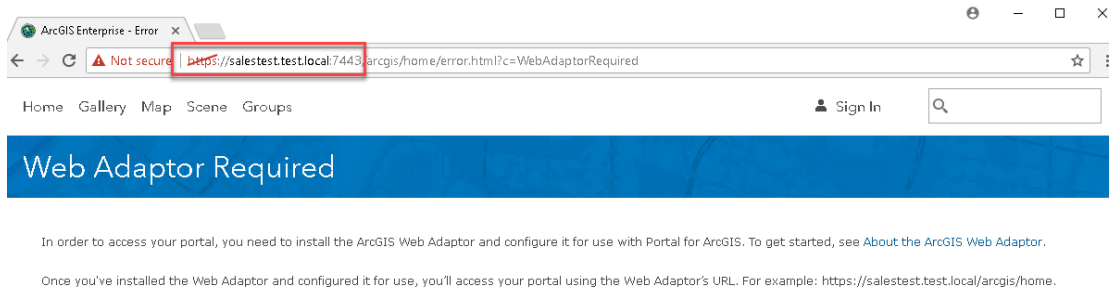 ArcGIS Enterprise - Error
Not secure | https://salestest.test.local:7443/arcgis/home/error.html?c=WebAdaptorRequired
Home Gallery Map Scene Groups Sign In
Web Adaptor Required
In order to access your portal, you need to install the ArcGIS Web Adaptor and configure it for use with Portal for ArcGIS. To get started, see About the ArcGIS Web Adaptor.
Once you've installed the Web Adaptor and configured it for use, you'll access your portal using the Web Adaptor's URL. For example: https://salestest.test.local/arcgis/home.